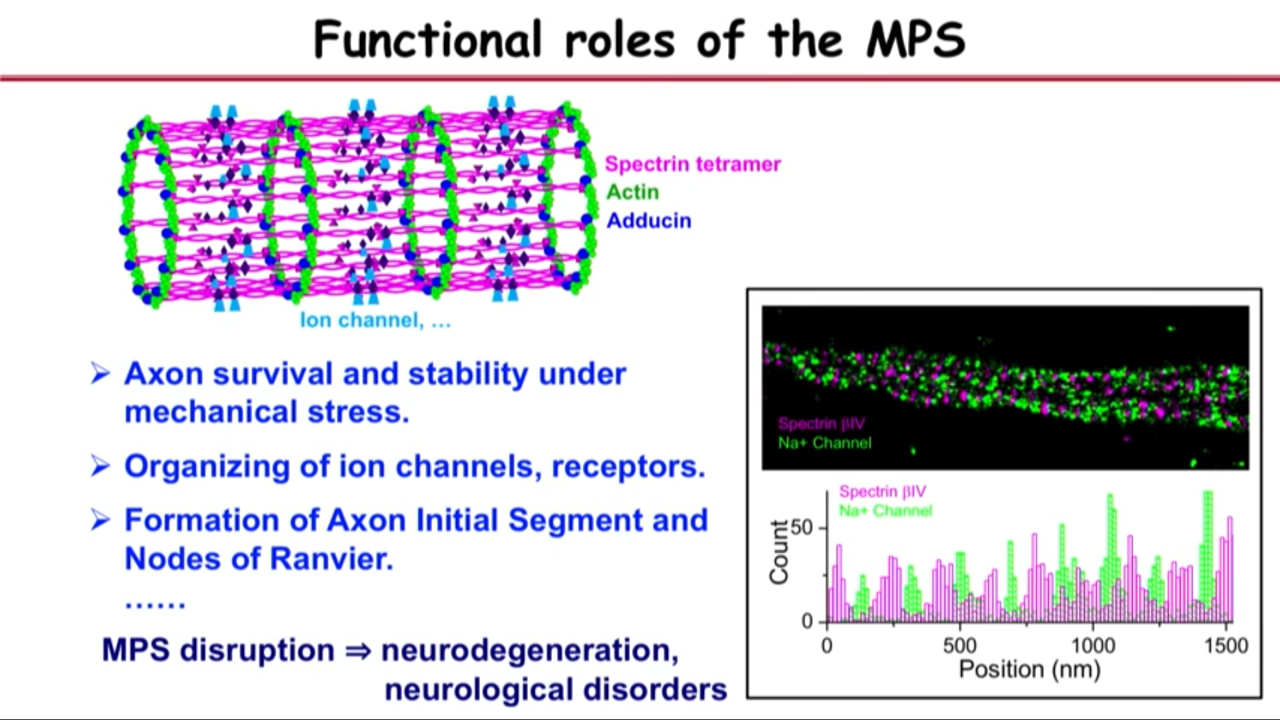 Functional roles of the MPS
Spectrin tetramer
Actin
Adducin
Ion channel, ...
➢ Axon survival and stability under
mechanical stress.
➢ Organizing of ion channels, receptors.
➢ Formation of Axon Initial Segment and
Nodes of Ranvier.
......
MPS disruption ⇒ neurodegeneration,
neurological disorders
Spectrin βIV
Na+ Channel
Spectrin βIV
Na+ Channel
Count
50
0
0 500 1000 1500
Position (nm)